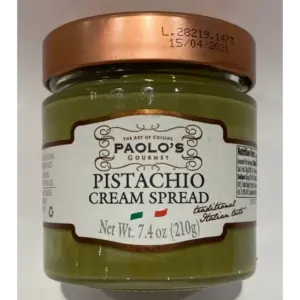 L.28219.1473
15/04/2021
THE ART OF CUISINE
PAOLO'S
GOURMET
PISTACHIO
CREAM SPREAD
traditional
Italian taste
Net Wt. 7.4 oz (210g)